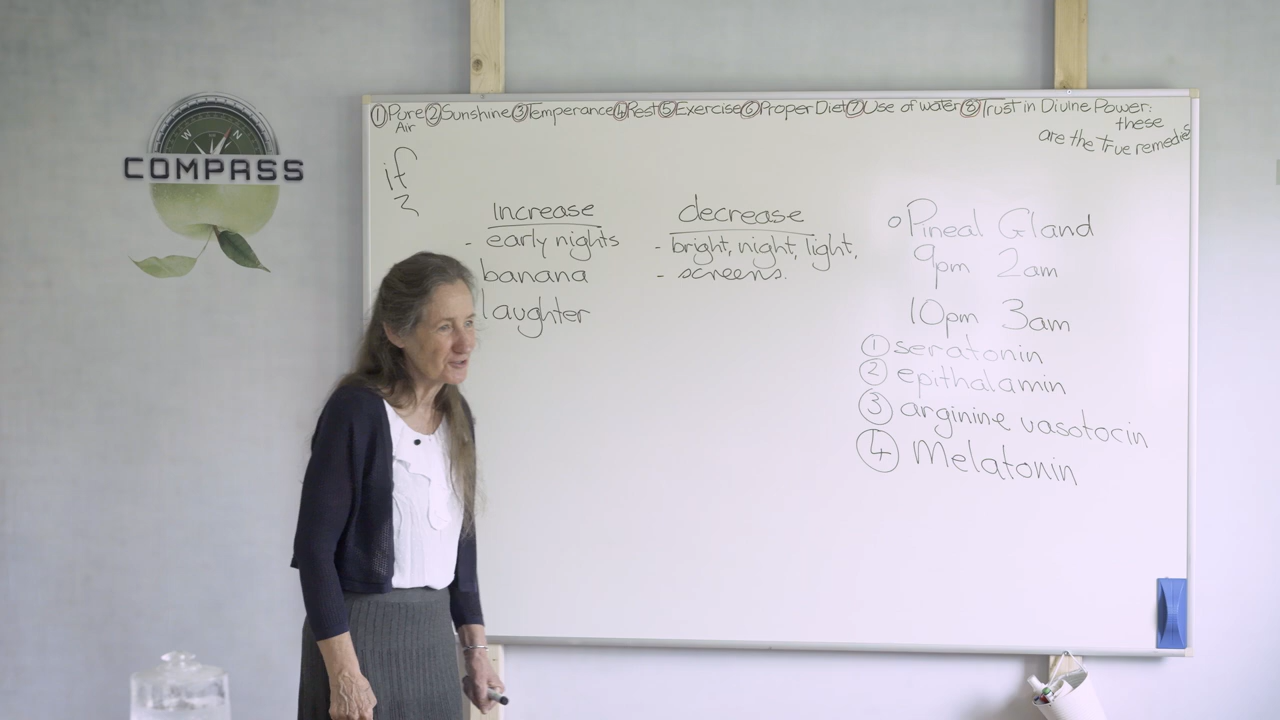 W N
COMPASS
①Pure ②Sunshine ③Temperance ④Rest ⑤Exercise ⑥Proper Diet ⑦Use of water ⑧Trust in Divine Power:
Air
these
are the True remedies
if
2
increase
- early nights
banana
laughter
decrease
- bright, night, light,
- screens.
Pineal Gland
9pm 2am
10pm 3am
① seratonin
② epithalamin
③ arginine vasotocin
④ Melatonin